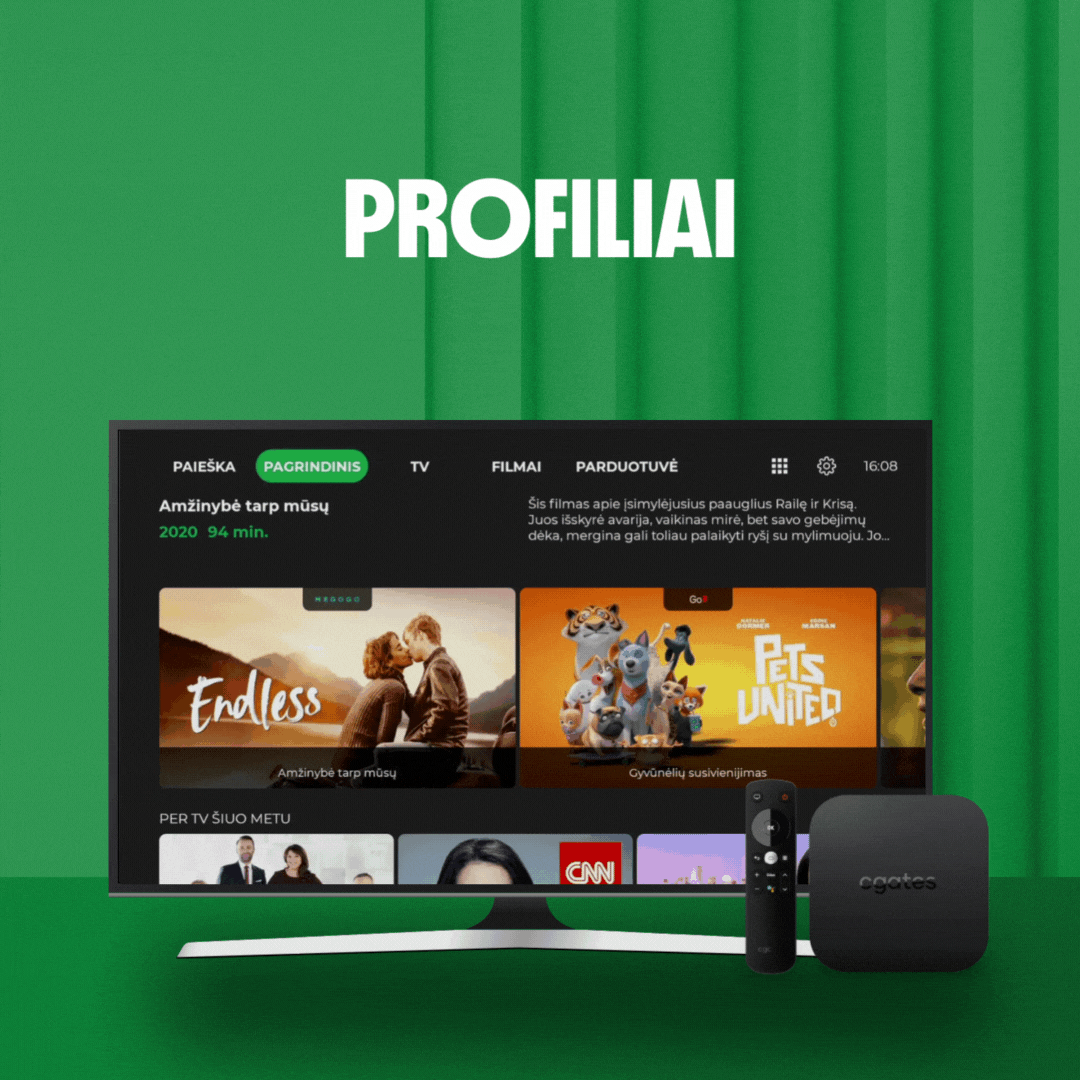 PROFILIAI
PAIEŠKA PAGRINDINIS TV FILMAI PARDUOTUVĖ 16:08
Amžinybė tarp mūsų
2020 94 min.
Šis filmas apie įsimylėjusius paauglius Railę ir Krisą.
Juos išskyrė avarija, vaikinas mirė, bet savo gebėjimų
dėka, mergina gali toliau palaikyti ryšį su mylimuoju. Jo...
MEGOGO
Endless
Amžinybė tarp mūsų
Go3
NATALIE DORMER
EDDIE MARSAN
PETS
UNITED
Gyvūnėlių susivienijimas
PER TV ŠIUO METU
CNN
OK
cgates
cgc